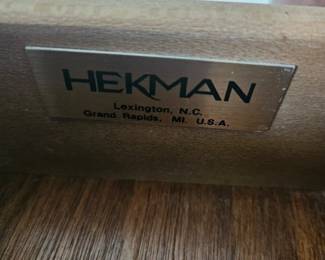 HEKMAN
Lexington, N.C.
Grand Rapids, MI. U.S.A.